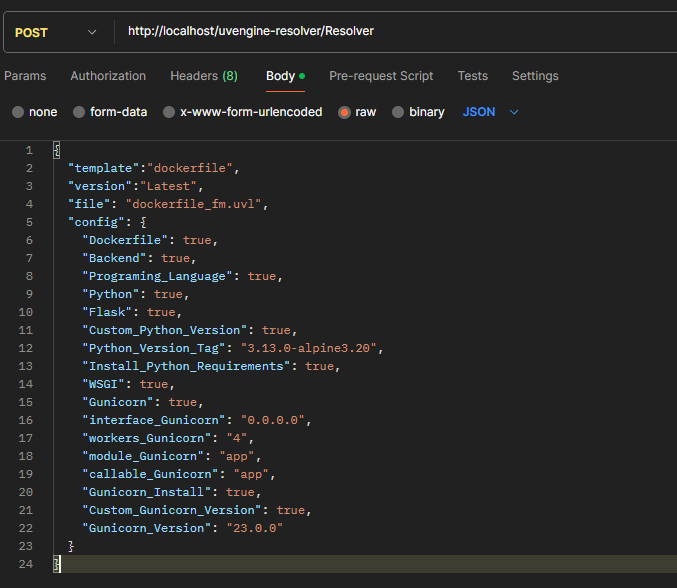 POST http://localhost/uvengine-resolver/Resolver
Params Authorization Headers (8) Body Pre-request Script Tests Settings
none form-data x-www-form-urlencoded raw binary JSON
1 {
2 "template":"dockerfile",
3 "version":"Latest",
4 "file": "dockerfile_fm.uvl",
5 "config": {
6 "Dockerfile": true,
7 "Backend": true,
8 "Programing_Language": true,
9 "Python": true,
10 "Flask": true,
11 "Custom_Python_Version": true,
12 "Python_Version_Tag": "3.13.0-alpine3.20",
13 "Install_Python_Requirements": true,
14 "WSGI": true,
15 "Gunicorn": true,
16 "interface_Gunicorn": "0.0.0.0",
17 "workers_Gunicorn": "4",
18 "module_Gunicorn": "app",
19 "callable_Gunicorn": "app",
20 "Gunicorn_Install": true,
21 "Custom_Gunicorn_Version": true,
22 "Gunicorn_Version": "23.0.0"
23 }
24 }